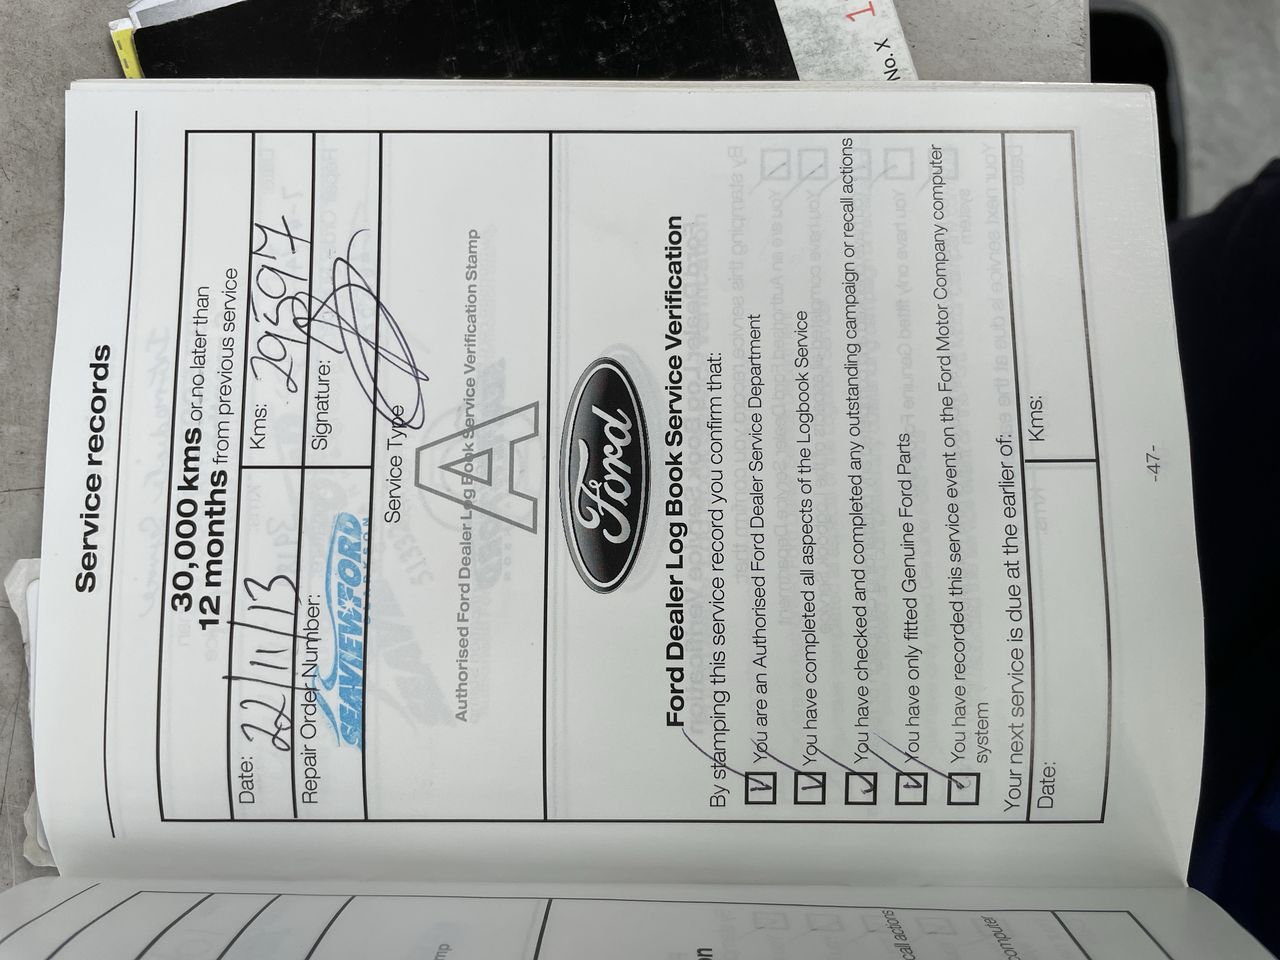 Service records
30,000 kms or no later than
12 months from previous service
Date: 22/11/13
Kms: 29597
Repair Order Number:
Signature:
SEAVIEW FORD
Service Type
A
Authorised Ford Dealer Log Book Service Verification Stamp
Ford
Ford Dealer Log Book Service Verification
By stamping this service record you confirm that:
You are an Authorised Ford Dealer Service Department
You have completed all aspects of the Logbook Service
You have checked and completed any outstanding campaign or recall actions
You have only fitted Genuine Ford Parts
You have recorded this service event on the Ford Motor Company computer
system
Your next service is due at the earlier of:
Date:
Kms:
-47-
No. X
call actions
computer